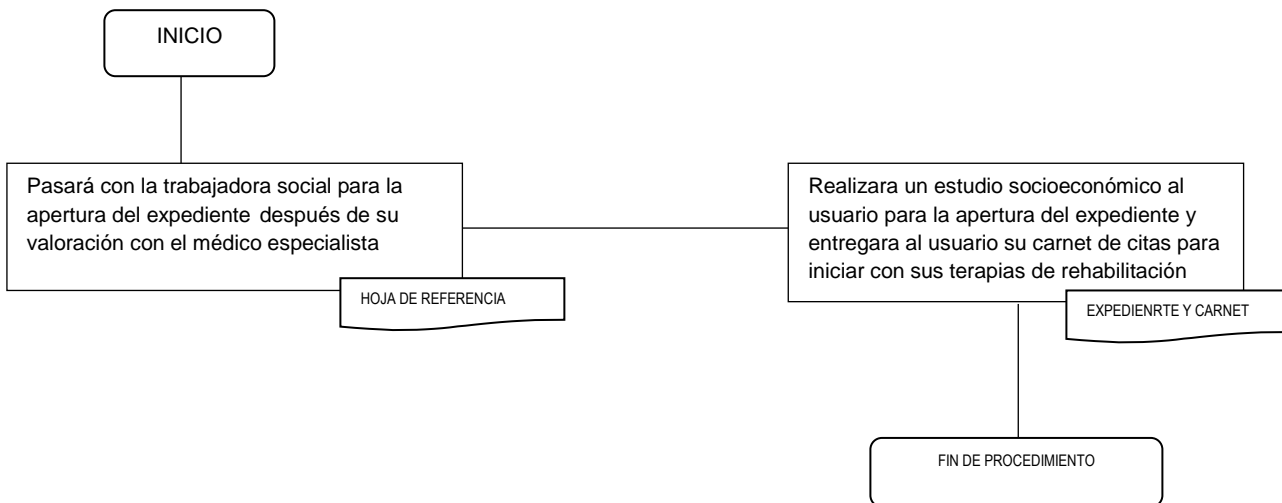 INICIO
Pasará con la trabajadora social para la
apertura del expediente después de su
valoración con el médico especialista
HOJA DE REFERENCIA
Realizara un estudio socioeconómico al
usuario para la apertura del expediente y
entregara al usuario su carnet de citas para
iniciar con sus terapias de rehabilitación
EXPEDIENRTE Y CARNET
FIN DE PROCEDIMIENTO